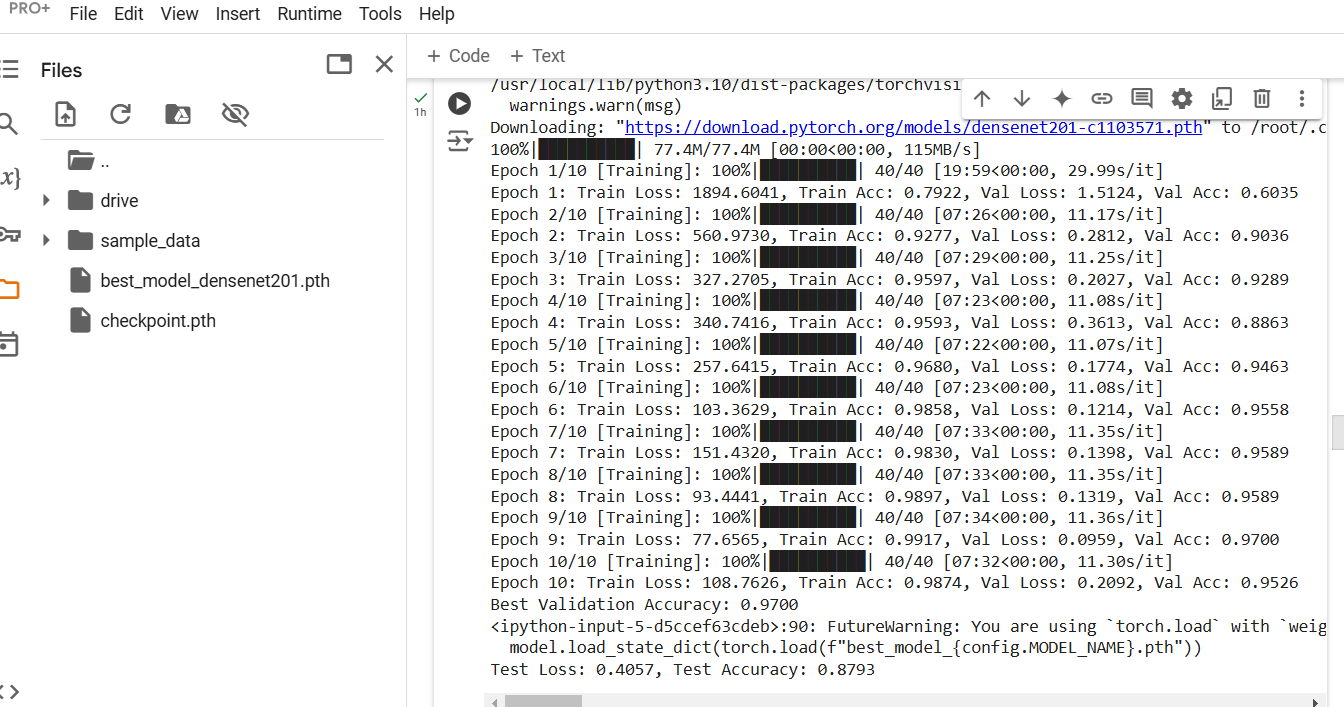 PRO+
File Edit View Insert Runtime Tools Help
Files
+ Code + Text
..
drive
sample_data
best_model_densenet201.pth
checkpoint.pth
{x}
1h
/usr/local/lib/python3.10/dist-packages/torchvisi
warnings.warn(msg)
Downloading: "https://download.pytorch.org/models/densenet201-c1103571.pth" to /root/.c
100%|██████████| 77.4M/77.4M [00:00<00:00, 115MB/s]
Epoch 1/10 [Training]: 100%|██████████| 40/40 [19:59<00:00, 29.99s/it]
Epoch 1: Train Loss: 1894.6041, Train Acc: 0.7922, Val Loss: 1.5124, Val Acc: 0.6035
Epoch 2/10 [Training]: 100%|██████████| 40/40 [07:26<00:00, 11.17s/it]
Epoch 2: Train Loss: 560.9730, Train Acc: 0.9277, Val Loss: 0.2812, Val Acc: 0.9036
Epoch 3/10 [Training]: 100%|██████████| 40/40 [07:29<00:00, 11.25s/it]
Epoch 3: Train Loss: 327.2705, Train Acc: 0.9597, Val Loss: 0.2027, Val Acc: 0.9289
Epoch 4/10 [Training]: 100%|██████████| 40/40 [07:23<00:00, 11.08s/it]
Epoch 4: Train Loss: 340.7416, Train Acc: 0.9593, Val Loss: 0.3613, Val Acc: 0.8863
Epoch 5/10 [Training]: 100%|██████████| 40/40 [07:22<00:00, 11.07s/it]
Epoch 5: Train Loss: 257.6415, Train Acc: 0.9680, Val Loss: 0.1774, Val Acc: 0.9463
Epoch 6/10 [Training]: 100%|██████████| 40/40 [07:23<00:00, 11.08s/it]
Epoch 6: Train Loss: 103.3629, Train Acc: 0.9858, Val Loss: 0.1214, Val Acc: 0.9558
Epoch 7/10 [Training]: 100%|██████████| 40/40 [07:33<00:00, 11.35s/it]
Epoch 7: Train Loss: 151.4320, Train Acc: 0.9830, Val Loss: 0.1398, Val Acc: 0.9589
Epoch 8/10 [Training]: 100%|██████████| 40/40 [07:33<00:00, 11.35s/it]
Epoch 8: Train Loss: 93.4441, Train Acc: 0.9897, Val Loss: 0.1319, Val Acc: 0.9589
Epoch 9/10 [Training]: 100%|██████████| 40/40 [07:34<00:00, 11.36s/it]
Epoch 9: Train Loss: 77.6565, Train Acc: 0.9917, Val Loss: 0.0959, Val Acc: 0.9700
Epoch 10/10 [Training]: 100%|██████████| 40/40 [07:32<00:00, 11.30s/it]
Epoch 10: Train Loss: 108.7626, Train Acc: 0.9874, Val Loss: 0.2092, Val Acc: 0.9526
Best Validation Accuracy: 0.9700
<ipython-input-5-d5ccef63cdeb>:90: FutureWarning: You are using `torch.load` with `weig
model.load_state_dict(torch.load(f"best_model_{config.MODEL_NAME}.pth"))
Test Loss: 0.4057, Test Accuracy: 0.8793